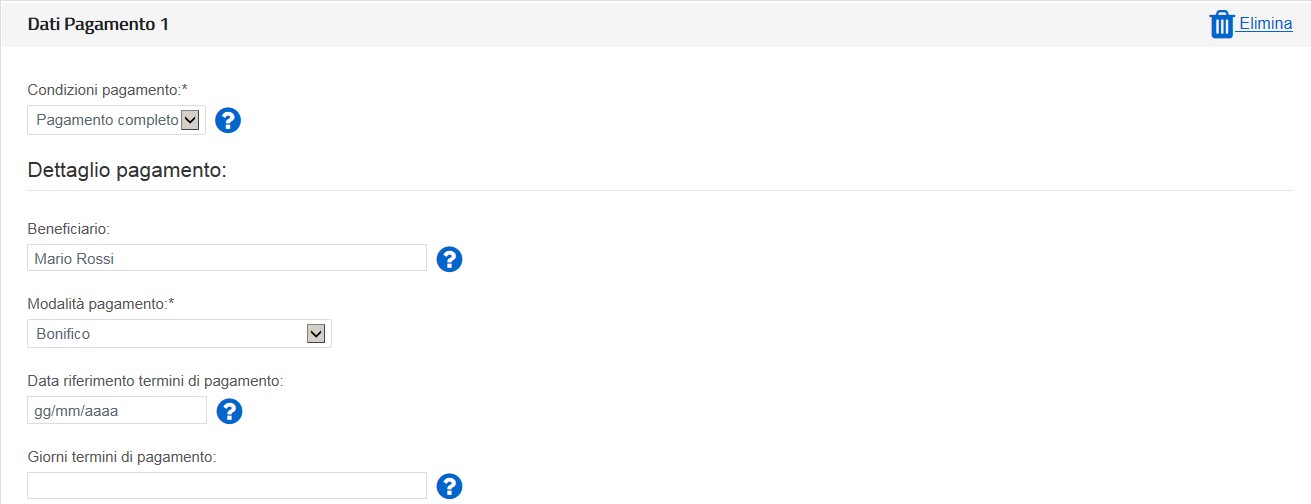 Dati Pagamento 1
Elimina
Condizioni pagamento:*
Pagamento completo
Dettaglio pagamento:
Beneficiario:
Mario Rossi
Modalità pagamento:*
Bonifico
Data riferimento termini di pagamento:
gg/mm/aaaa
Giorni termini di pagamento: